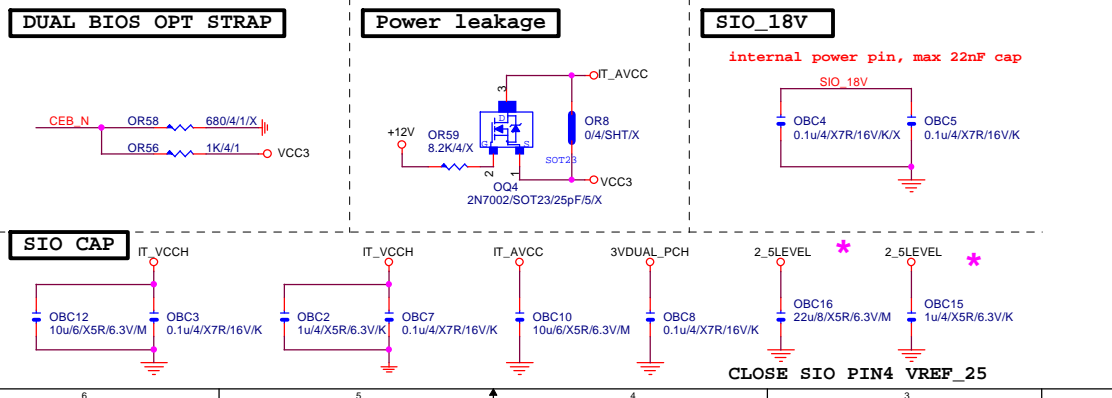 DUAL BIOS OPT STRAP
CEB_N
OR58
680/4/1/X
OR56
1K/4/1
VCC3
Power leakage
IT_AVCC
3
D
G
S
+12V
OR59
8.2K/4/X
OR8
0/4/SHT/X
SOT23
2
1
VCC3
OQ4
2N7002/SOT23/25pF/5/X
SIO_18V
internal power pin, max 22nF cap
SIO_18V
OBC4
0.1u/4/X7R/16V/K/X
OBC5
0.1u/4/X7R/16V/K
SIO CAP
IT_VCCH
OBC12
10u/6/X5R/6.3V/M
OBC3
0.1u/4/X7R/16V/K
IT_VCCH
OBC2
1u/4/X5R/6.3V/K
OBC7
0.1u/4/X7R/16V/K
IT_AVCC
OBC10
10u/6/X5R/6.3V/M
3VDUAL_PCH
OBC8
0.1u/4/X7R/16V/K
2_5LEVEL
*
OBC16
22u/8/X5R/6.3V/M
2_5LEVEL
*
OBC15
1u/4/X5R/6.3V/K
CLOSE SIO PIN4 VREF_25
6
5
4
3